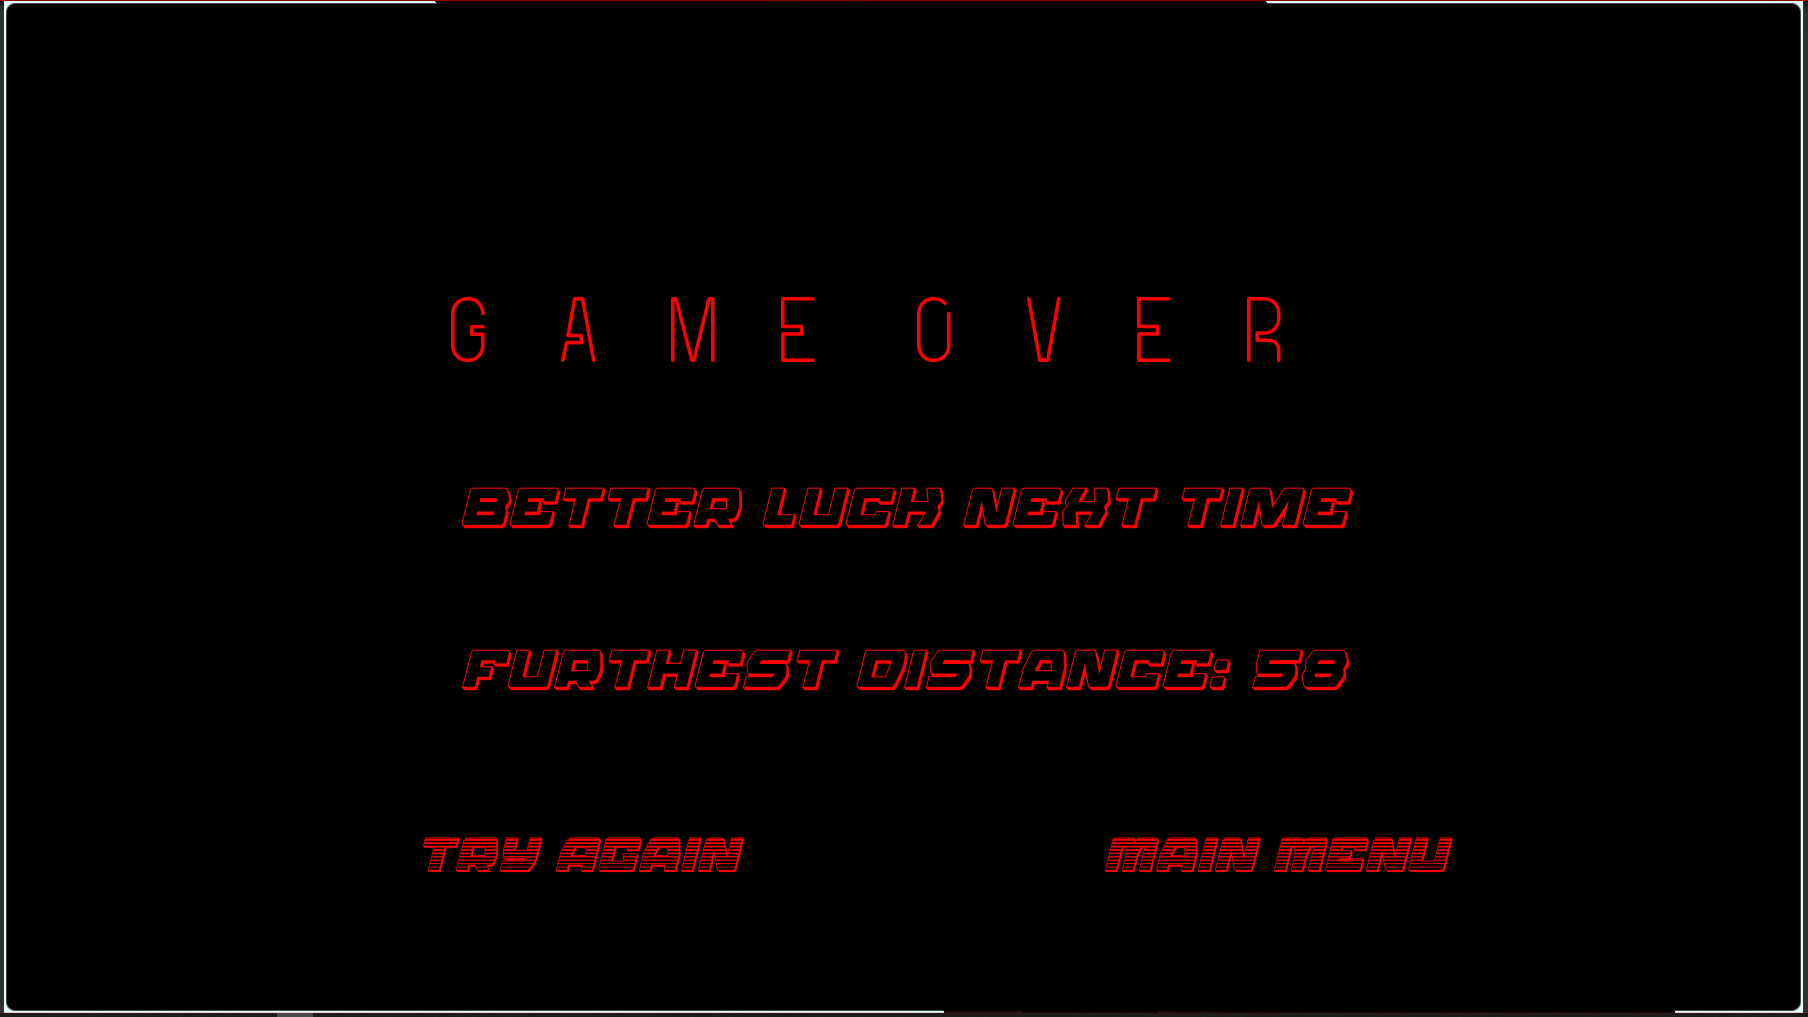 GAME OVER
BETTER LUCK NEXT TIME
FURTHEST DISTANCE: 58
TRY AGAIN
MAIN MENU